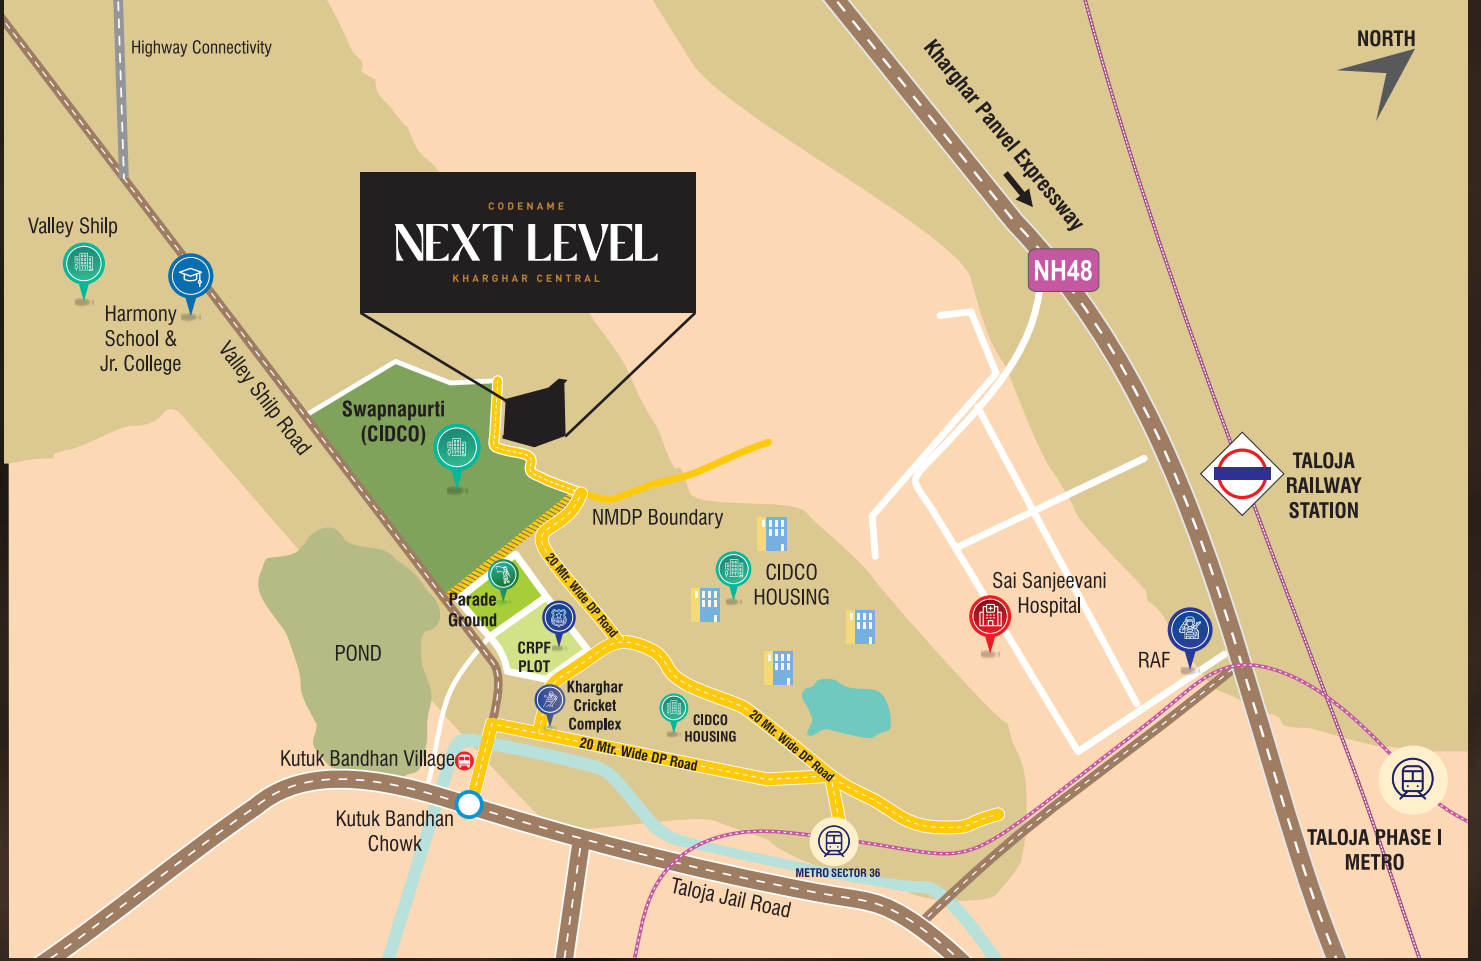 Highway Connectivity
NORTH
Kharghar Panvel Expressway
Valley Shilp
CODENAME
NEXT LEVEL
KHARGHAR CENTRAL
NH48
Harmony
School &
Jr. College
Valley Shilp Road
Swapnapurti
(CIDCO)
TALOJA
RAILWAY
STATION
NMDP Boundary
20 Mtr. Wide DP Road
CIDCO
HOUSING
Sai Sanjeevani
Hospital
Parade
Ground
CRPF
PLOT
POND
RAF
Kharghar
Cricket
Complex
CIDCO
HOUSING
20 Mtr. Wide DP Road
20 Mtr. Wide DP Road
Kutuk Bandhan Village
Kutuk Bandhan
Chowk
METRO SECTOR 36
TALOJA PHASE I
METRO
Taloja Jail Road